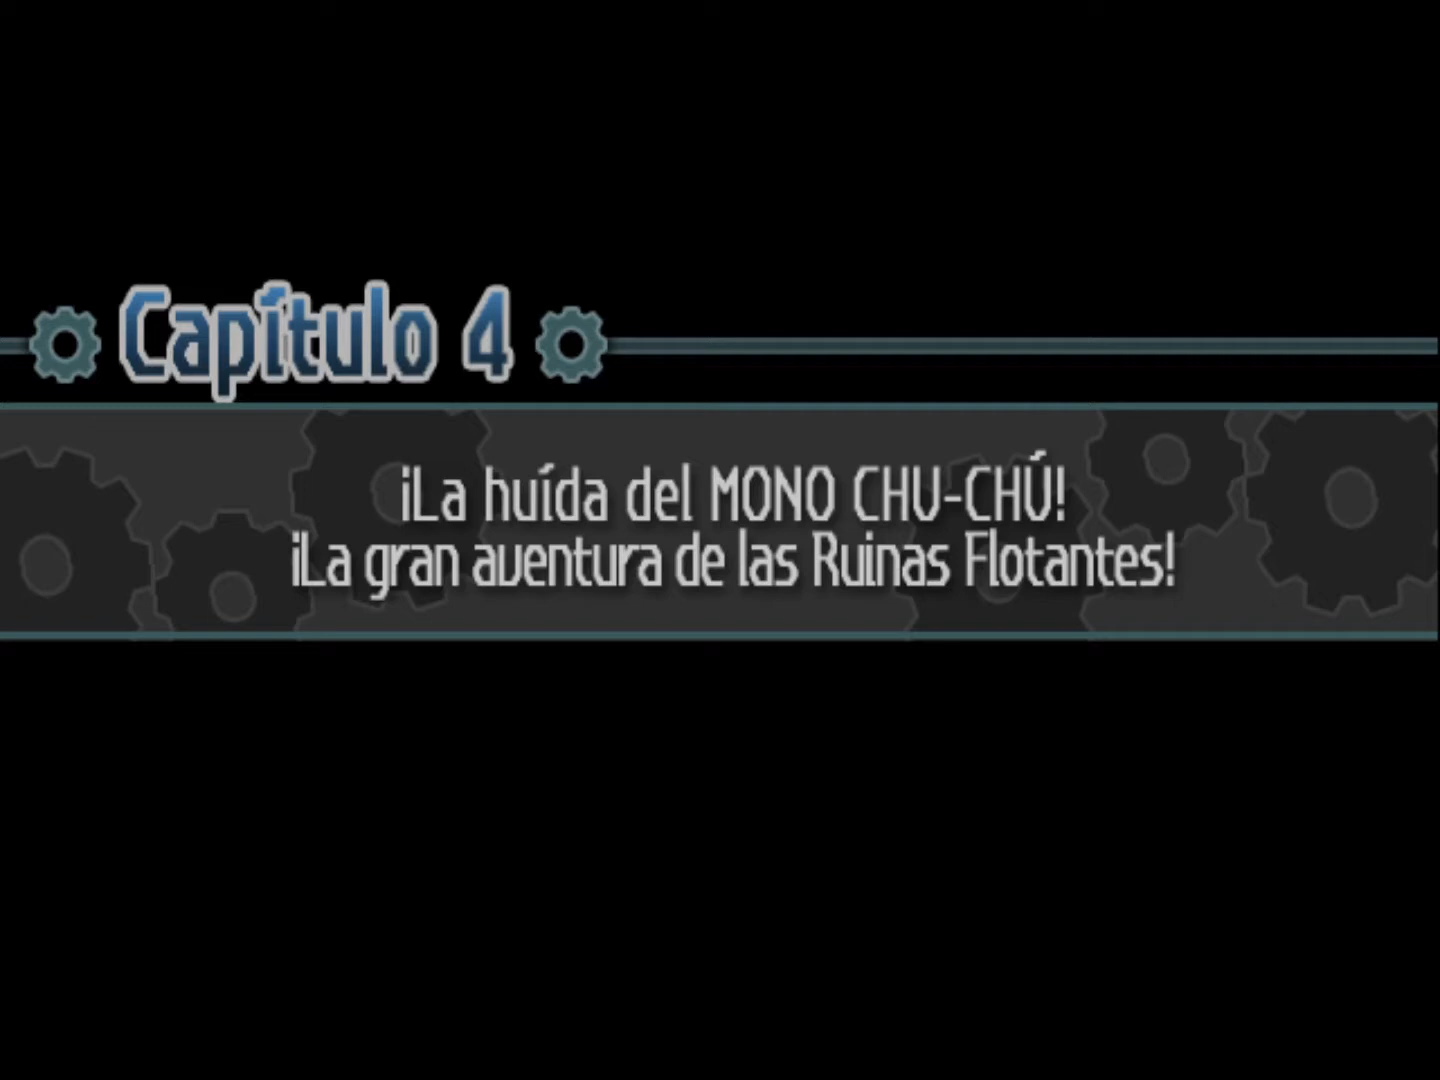 Capítulo 4
¡La huída del MONO CHU-CHÚ!
¡La gran aventura de las Ruinas Flotantes!